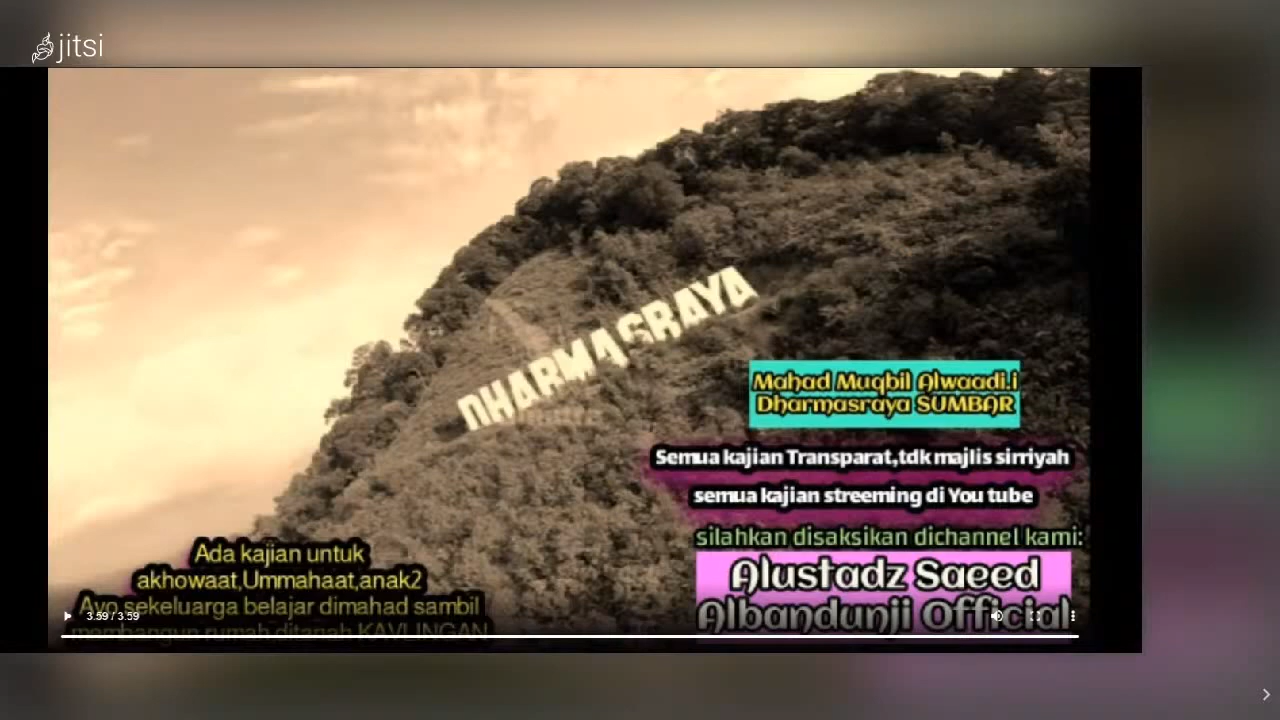 jitsi
DHARMASRAYA
Mahad Muqbil Alwaadi.i
Dharmasraya SUMBAR
Semua kajian Transparat,tdk majlis sirriyah
semua kajian streeming di You tube
silahkan disaksikan dichannel kami:
Alustadz Saeed
Albandunji Official
Ada kajian untuk
akhowaat,Ummahaat,anak2
Ayo sekeluarga belajar dimahad sambil
membangun rumah ditanah KAVLINGAN
3:59 / 3:59